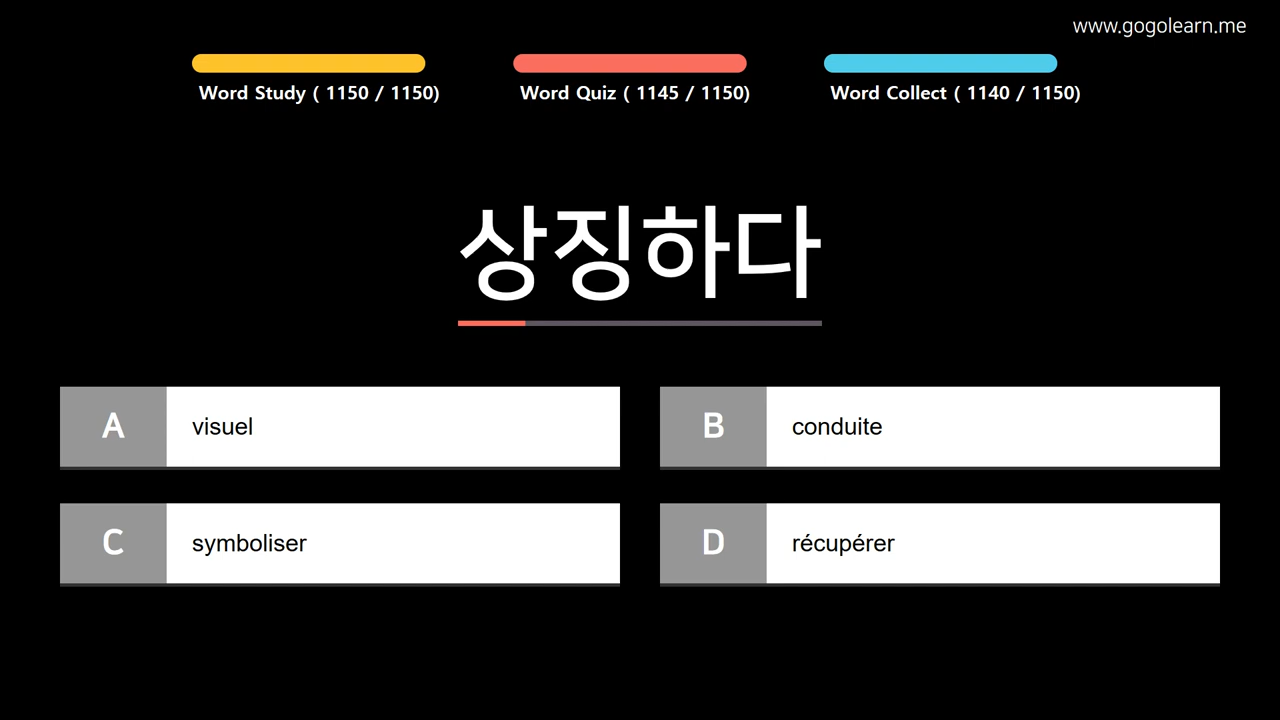 www.gogolearn.me
Word Study ( 1150 / 1150)
Word Quiz ( 1145 / 1150)
Word Collect ( 1140 / 1150)
상징하다
A visuel
B conduite
C symboliser
D récupérer